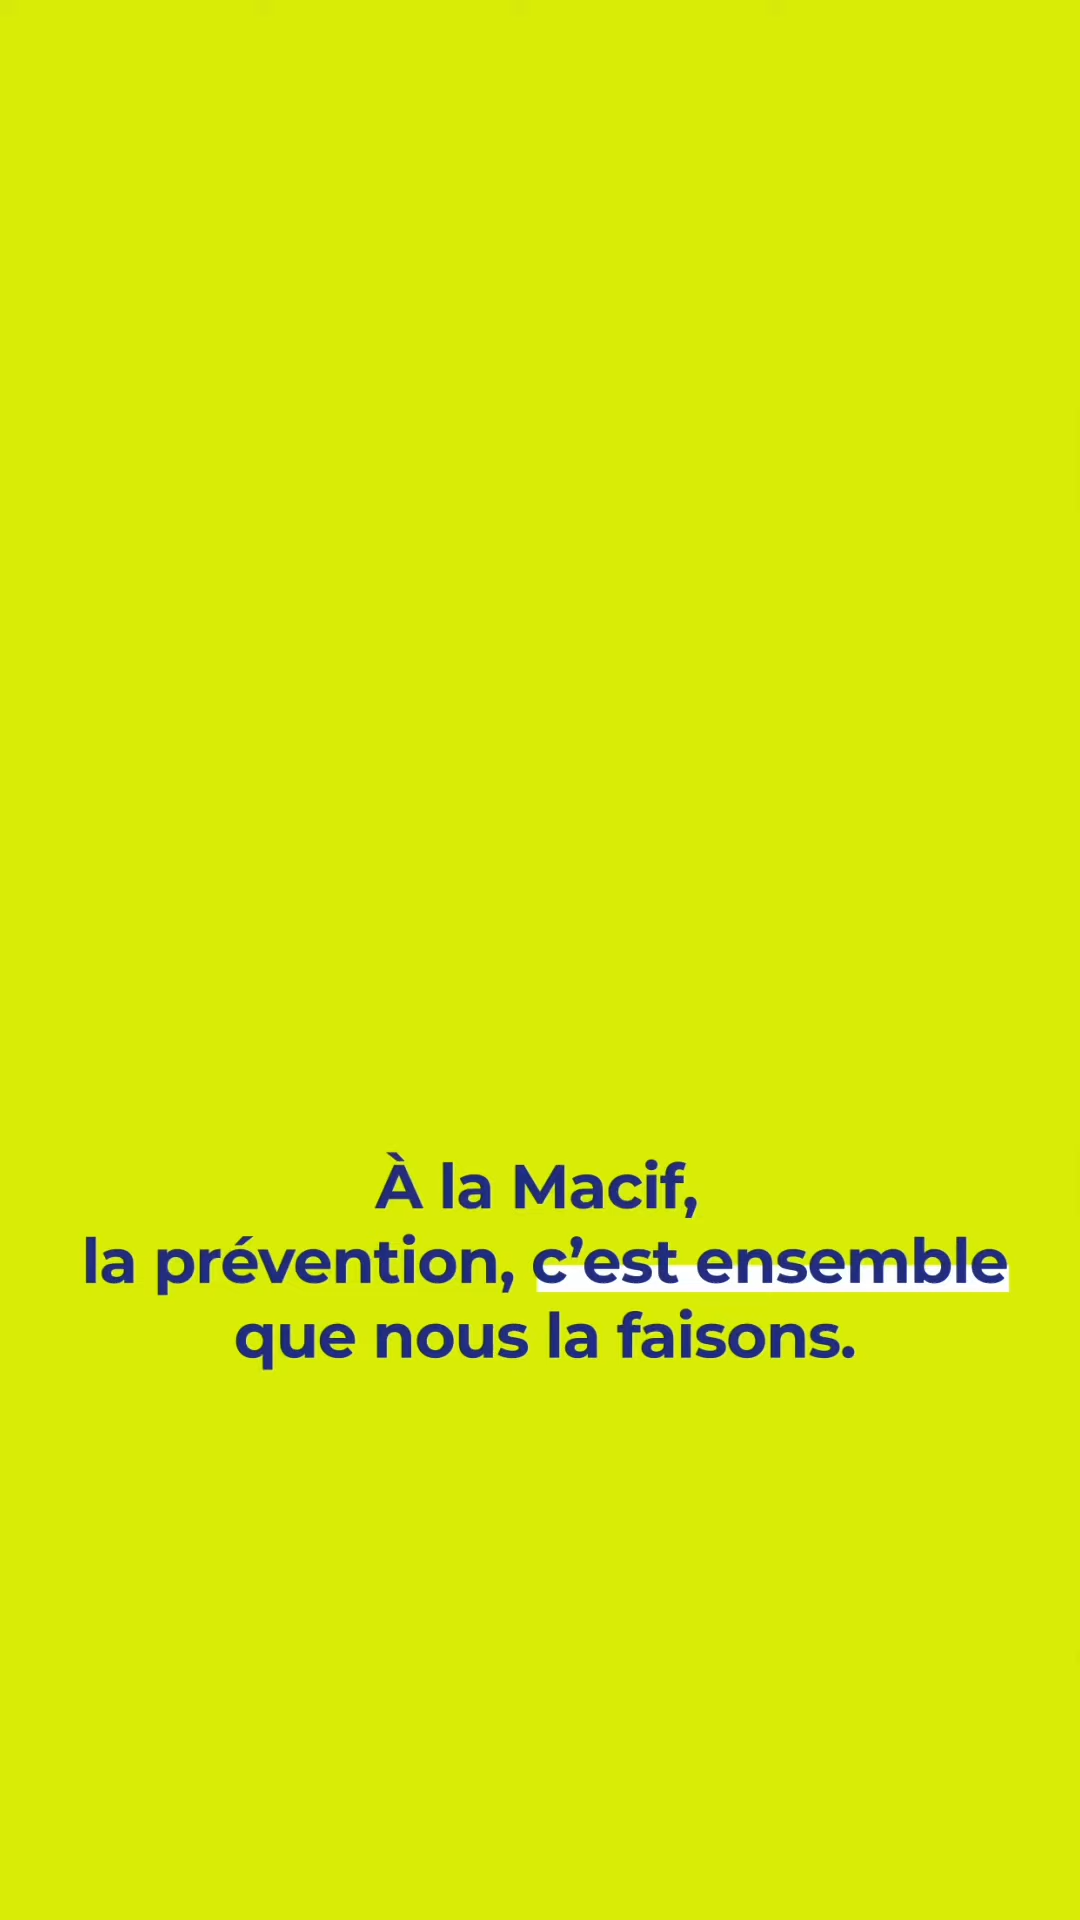 À la Macif,
la prévention, c’est ensemble
que nous la faisons.